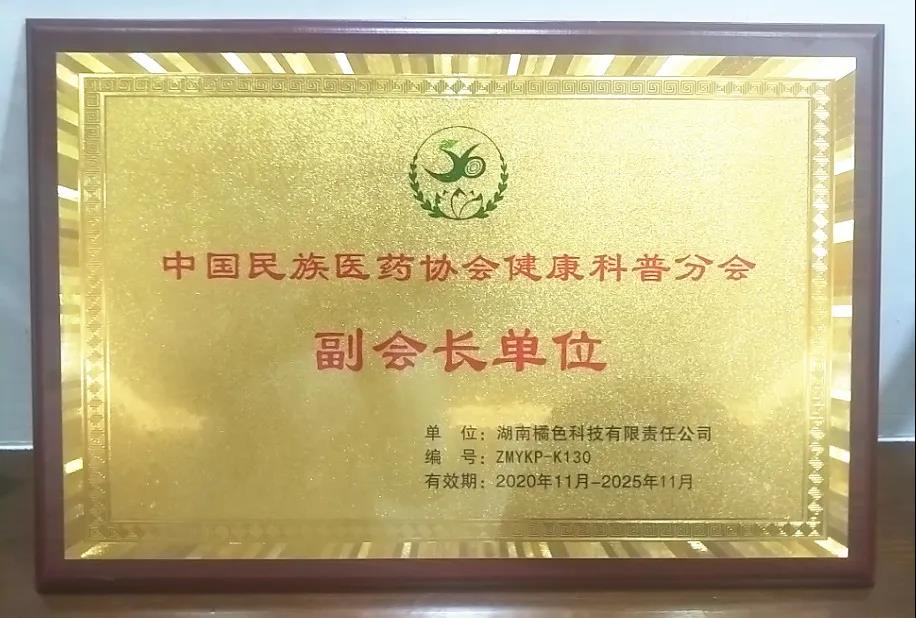 中国民族医药协会健康科普分会
副会长单位
单 位：湖南橘色科技有限责任公司
编 号：ZMYKP-K130
有效期：2020年11月-2025年11月